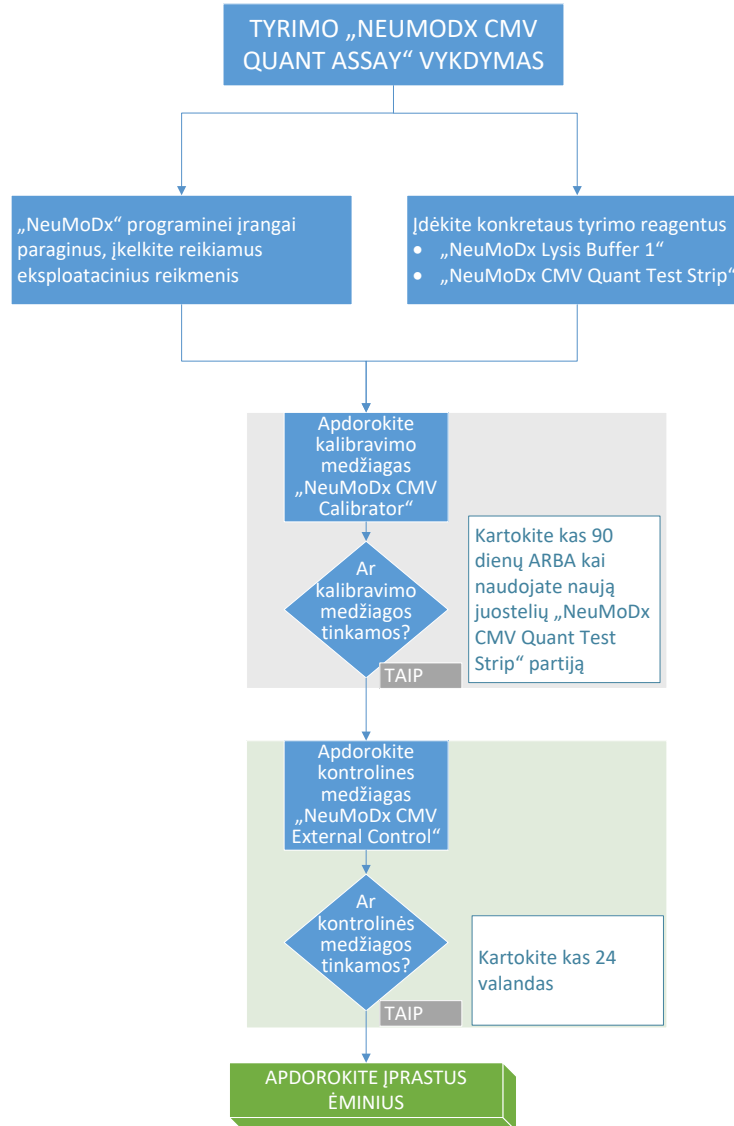 TYRIMO „NEUMODX CMV
QUANT ASSAY“ VYKDYMAS
„NeuMoDx“ programinei įrangai
paraginus, įkelkite reikiamus
eksploatacinius reikmenis
Įdėkite konkretaus tyrimo reagentus
• „NeuMoDx Lysis Buffer 1“
• „NeuMoDx CMV Quant Test Strip“
Apdorokite
kalibravimo
medžiagas
„NeuMoDx CMV
Calibrator“
Ar
kalibravimo
medžiagos
tinkamos?
TAIP
Kartokite kas 90
dienų ARBA kai
naudojate naują
juostelių „NeuMoDx
CMV Quant Test
Strip“ partiją
Apdorokite
kontrolines
medžiagas
„NeuMoDx CMV
External Control“
Ar
kontrolinės
medžiagos
tinkamos?
TAIP
Kartokite kas 24
valandas
APDOROKITE ĮPRASTUS
ĖMINIUS